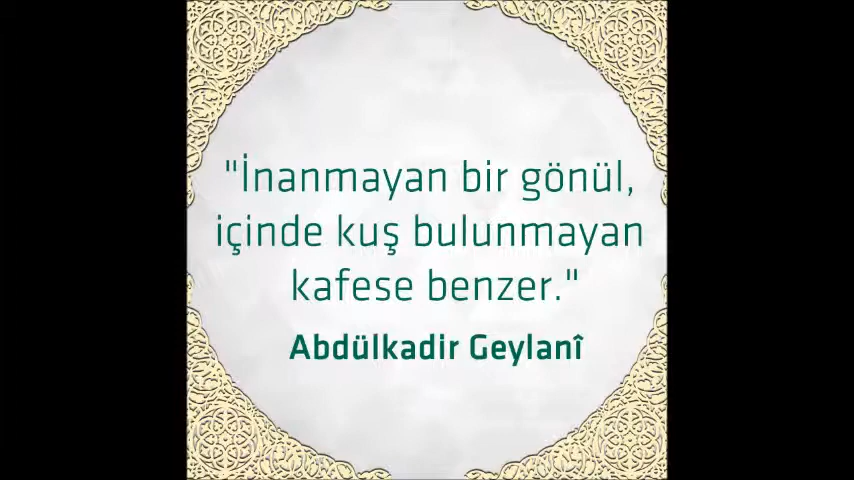 "İnanmayan bir gönül,
içinde kuş bulunmayan
kafese benzer."
Abdülkadir Geylanî